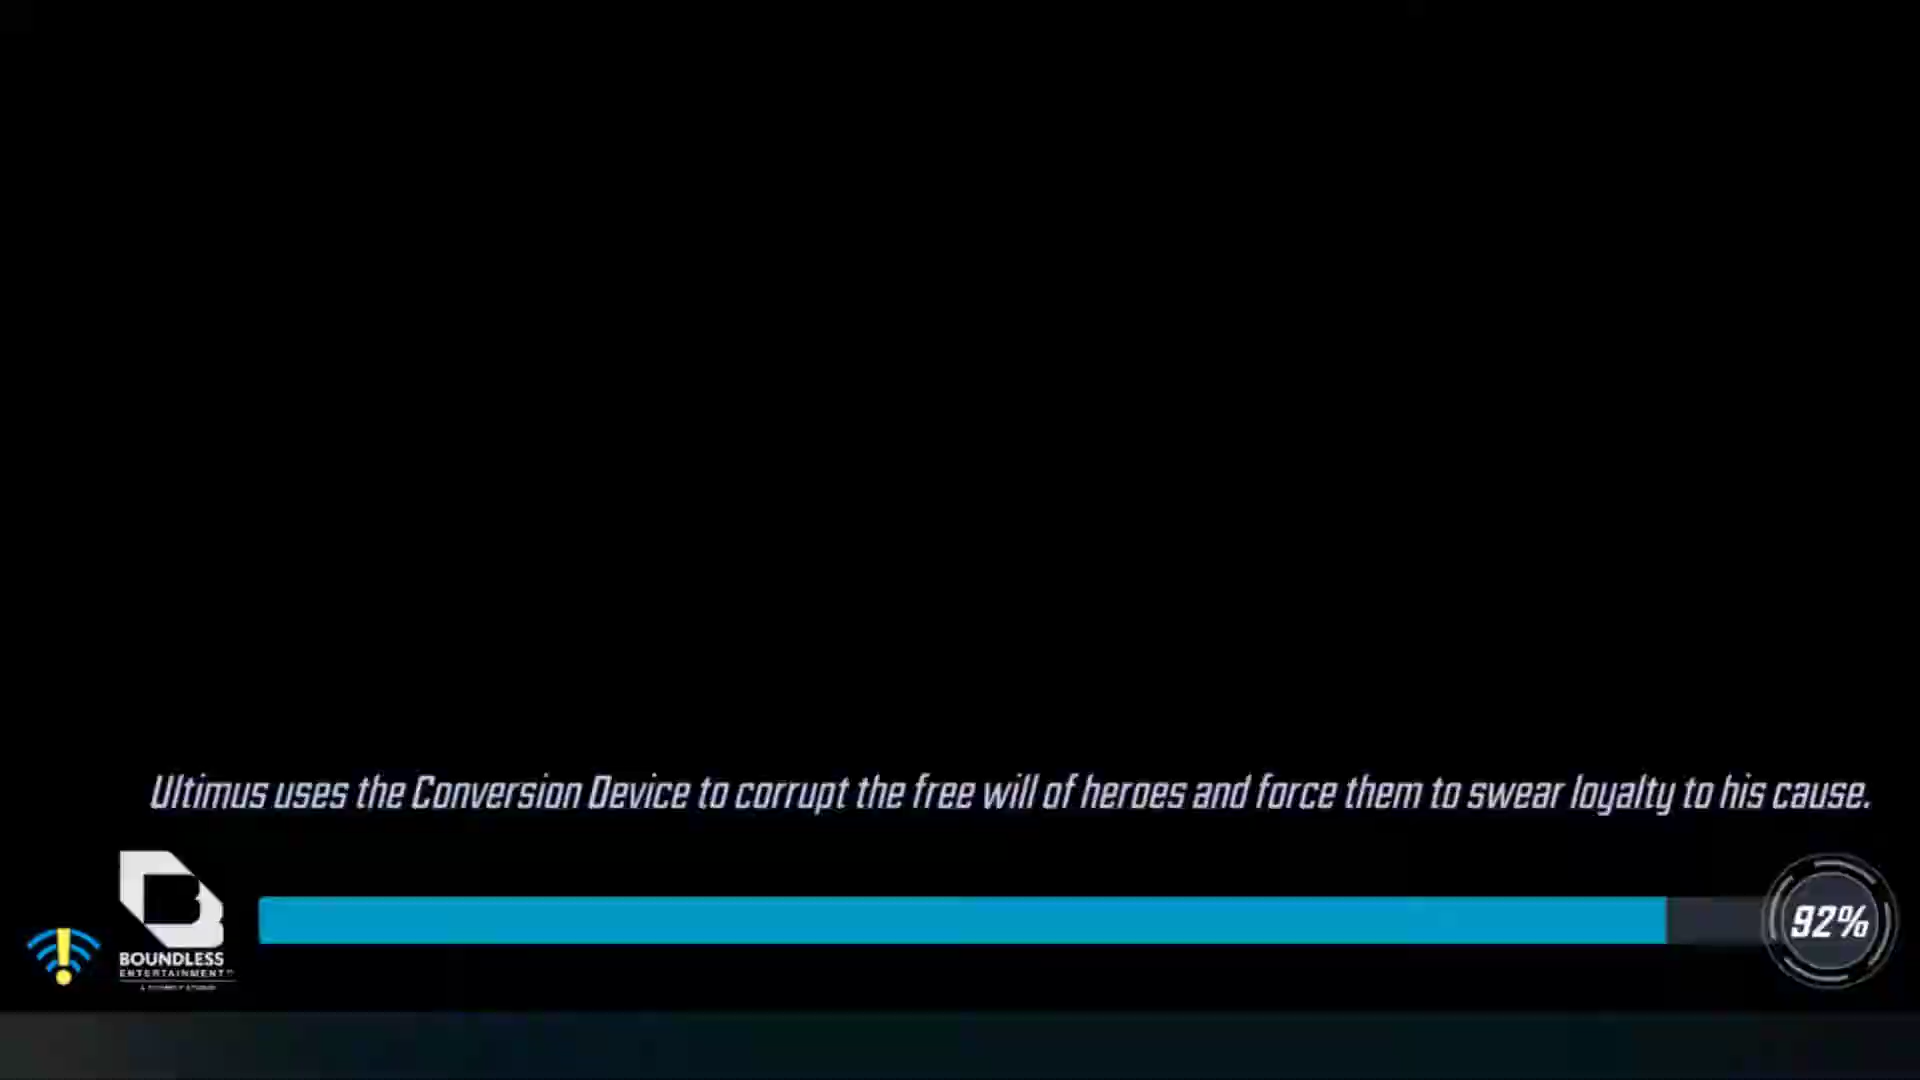 Ultimus uses the Conversion Device to corrupt the free will of heroes and force them to swear loyalty to his cause.
92%
BOUNDLESS
ENTERTAINMENT